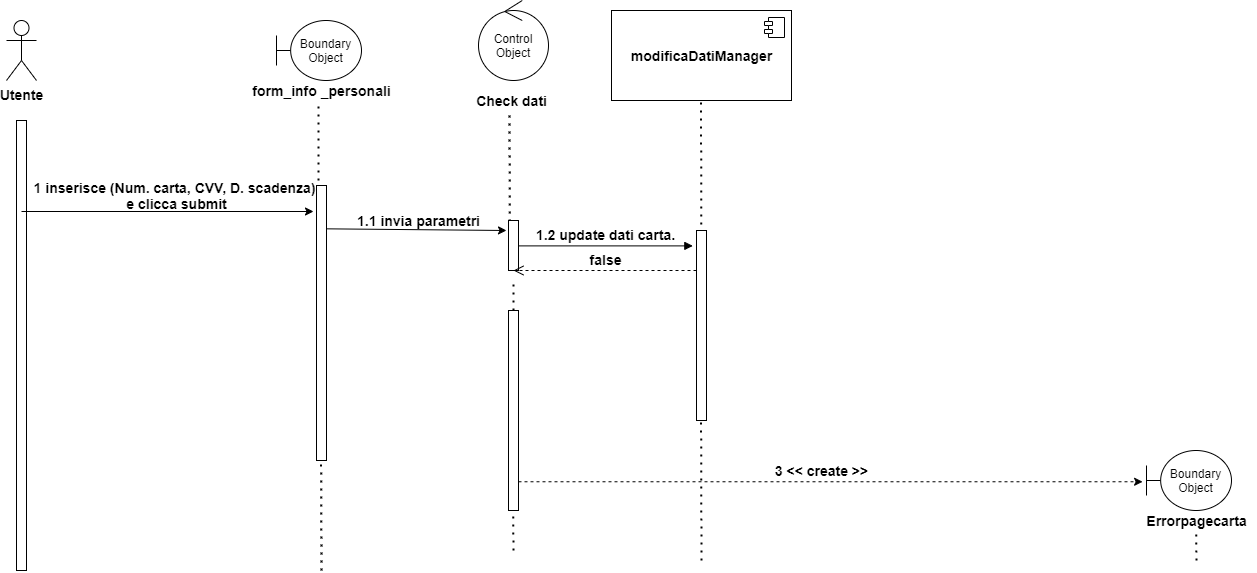 Utente
Boundary
Object
form_info _personali
Control
Object
Check dati
modificaDatiManager
1 inserisce (Num. carta, CVV, D. scadenza)
e clicca submit
1.1 invia parametri
1.2 update dati carta.
false
3 << create >>
Boundary
Object
Errorpagecarta